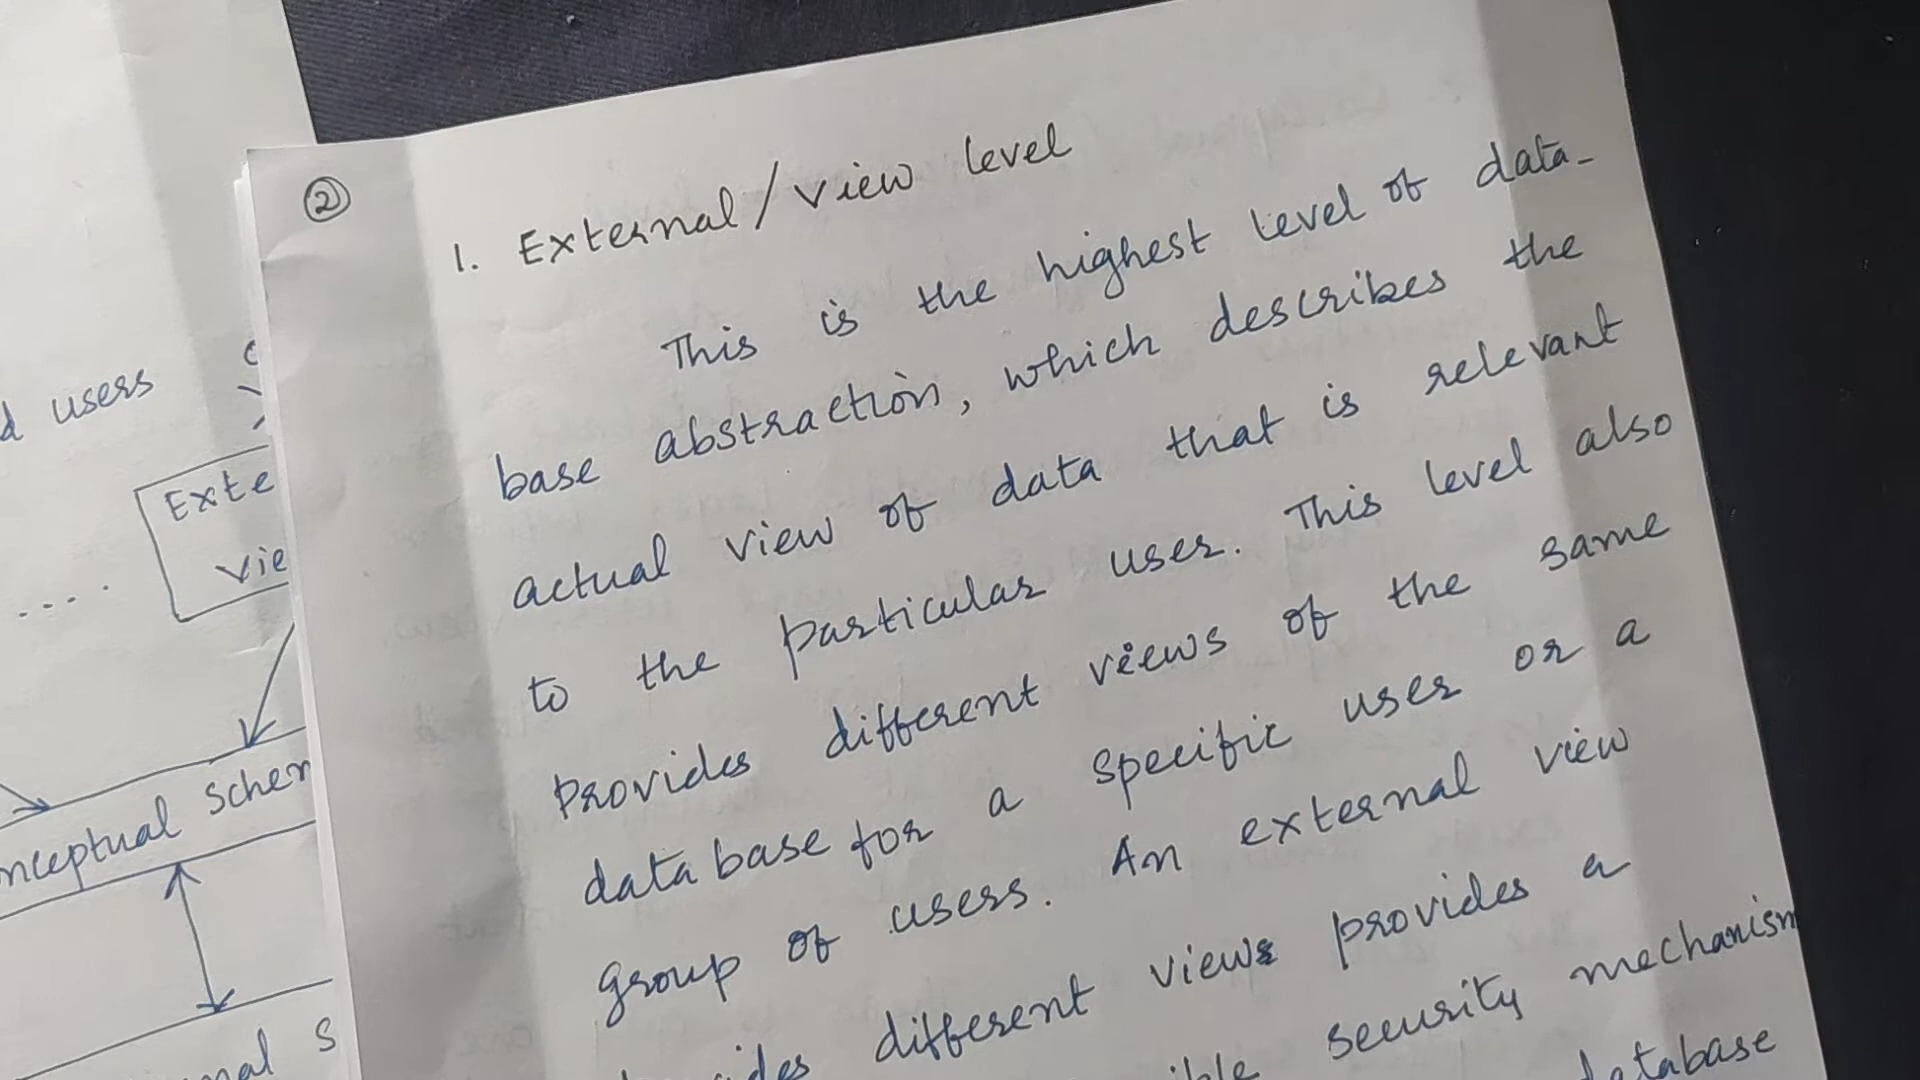 ②
1. External/view level
This is the highest level of data-
base abstraction, which describes the
actual view of data that is relevant
to the particular user. This level also
provides different views of the same
database for a specific user or a
group of users. An external view
different views provides a
security mechanism
database
users
Exte
vie
....
nceptual schem
nal s